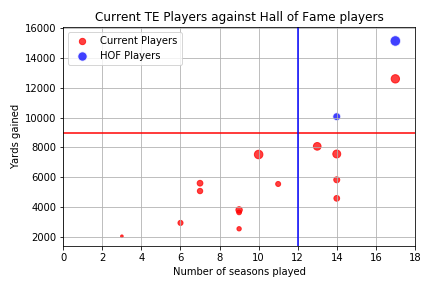 Current TE Players against Hall of Fame players
Current Players
HOF Players
Yards gained
16000
14000
12000
10000
8000
6000
4000
2000
0 2 4 6 8 10 12 14 16 18
Number of seasons played